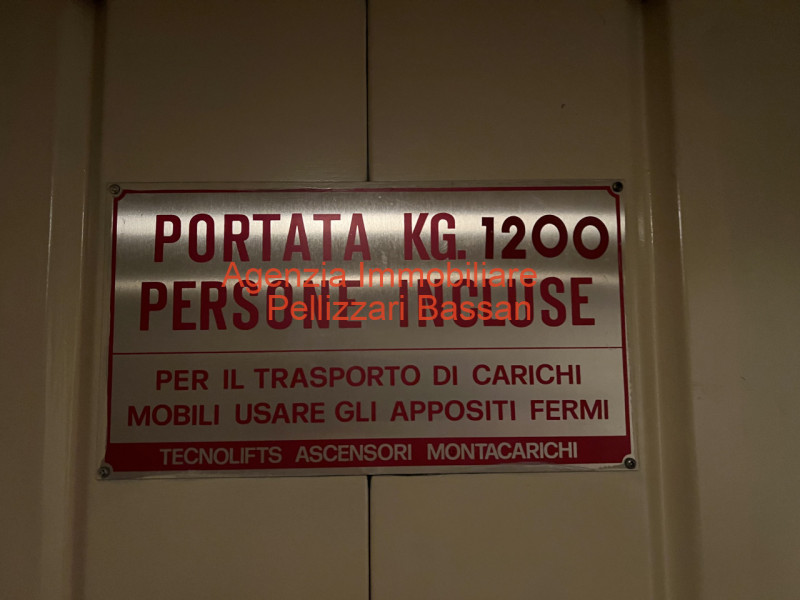 PORTATA KG. 1200
Agenzia Immobiliare
PERSONE INCLUSE
Pellizzari Bassan
PER IL TRASPORTO DI CARICHI
MOBILI USARE GLI APPOSITI FERMI
TECNOLIFTS ASCENSORI MONTACARICHI